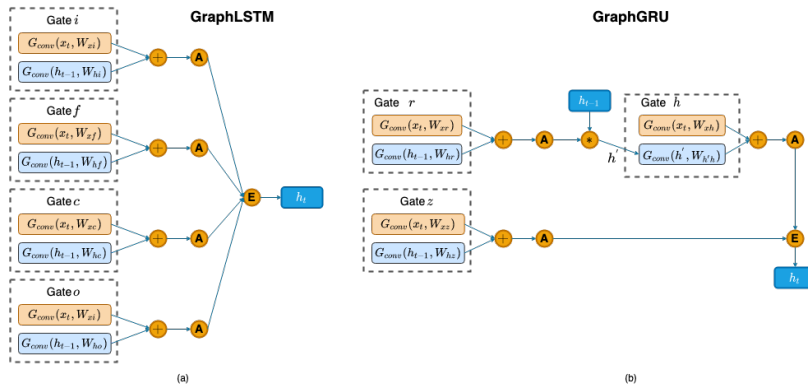 GraphLSTM
Gate i
G_conv(x_t, W_xi)
G_conv(h_{t-1}, W_hi)
+
A
Gate f
G_conv(x_t, W_xf)
G_conv(h_{t-1}, W_hf)
+
A
E
h_t
Gate c
G_conv(x_t, W_xc)
G_conv(h_{t-1}, W_hc)
+
A
Gate o
G_conv(x_t, W_xi)
G_conv(h_{t-1}, W_ho)
+
A
(a)
GraphGRU
Gate r
G_conv(x_t, W_xr)
G_conv(h_{t-1}, W_hr)
+
A
h_{t-1}
*
h'
Gate h
G_conv(x_t, W_xh)
G_conv(h', W_{h'h})
+
A
Gate z
G_conv(x_t, W_xz)
G_conv(h_{t-1}, W_hz)
+
A
E
h_t
(b)